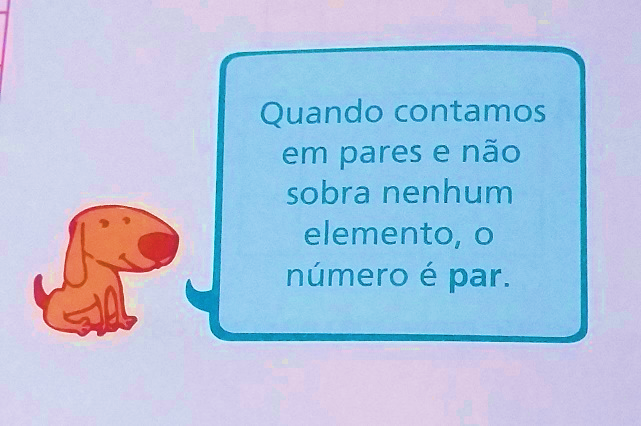 Quando contamos
em pares e não
sobra nenhum
elemento, o
número é par.